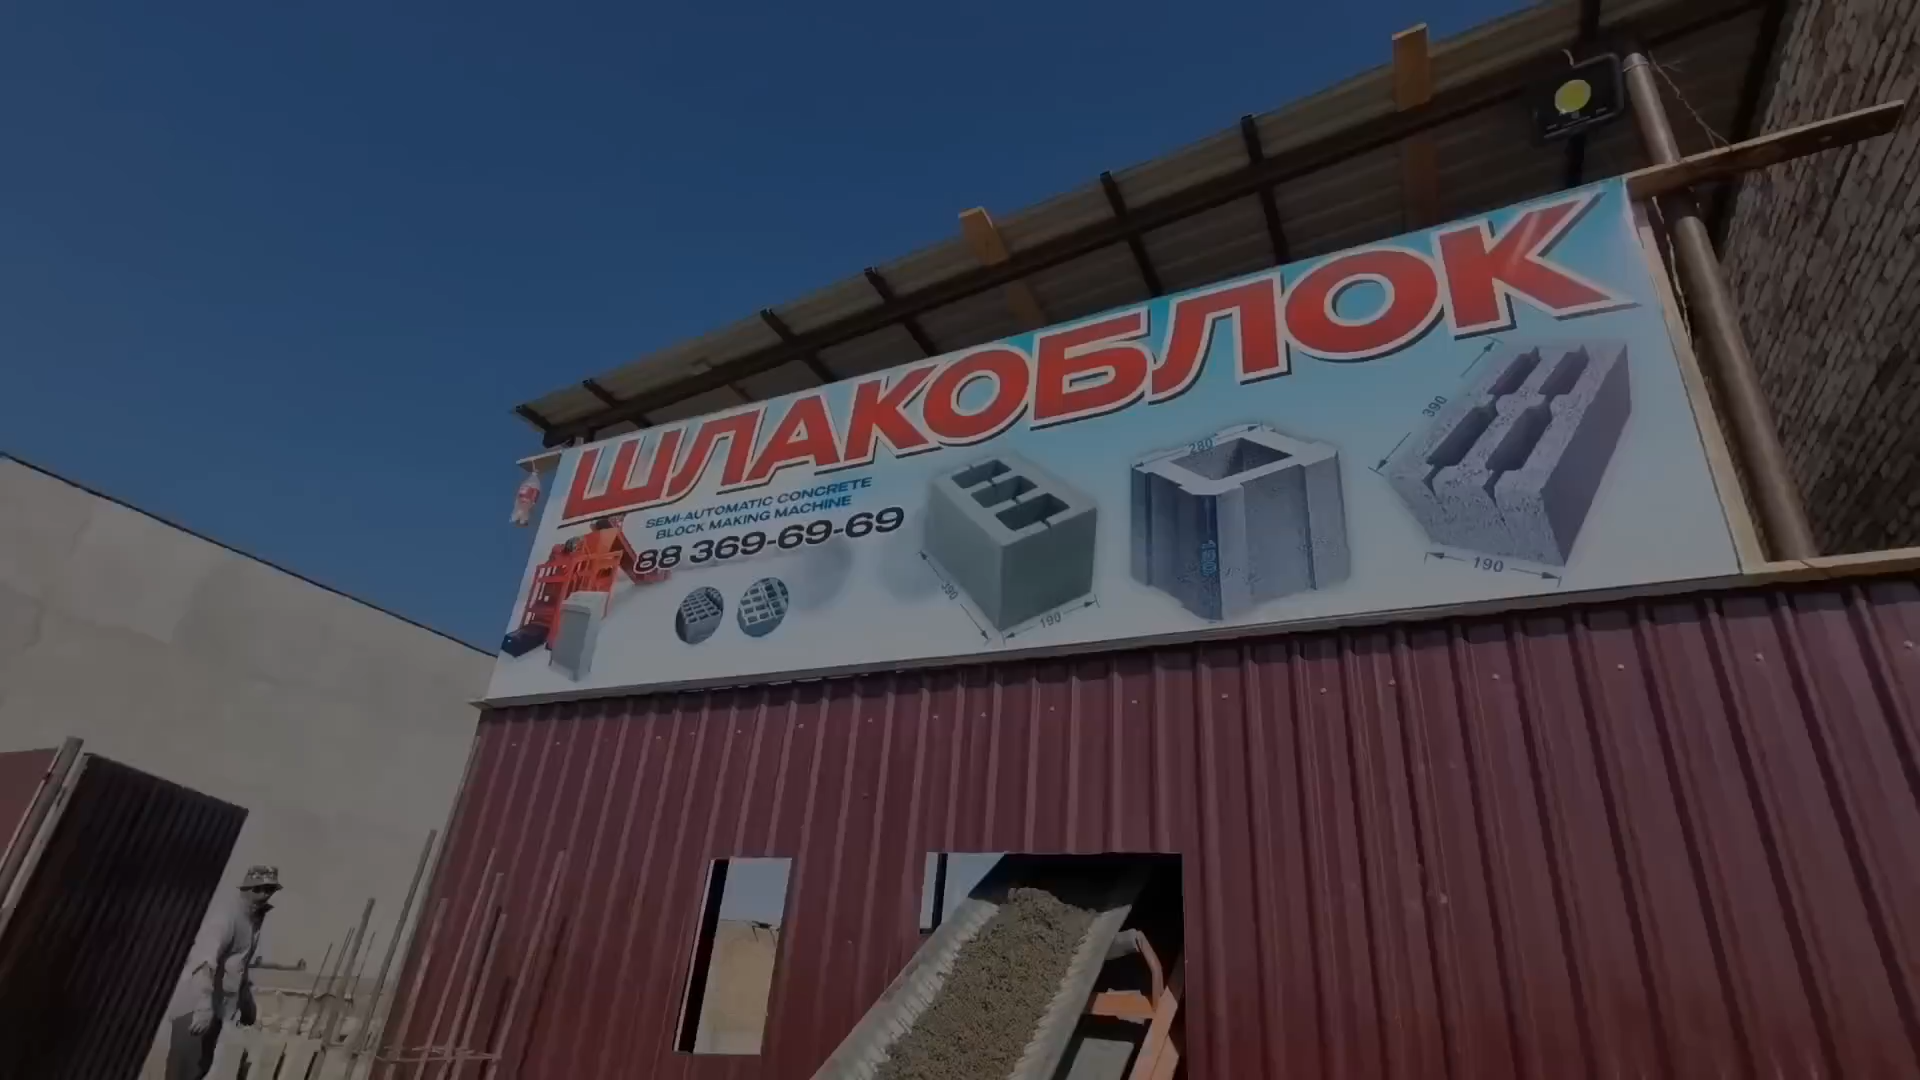 ШЛАКОБЛОК
SEMI-AUTOMATIC CONCRETE
BLOCK MAKING MACHINE
88 369-69-69
390
190
280
390
190